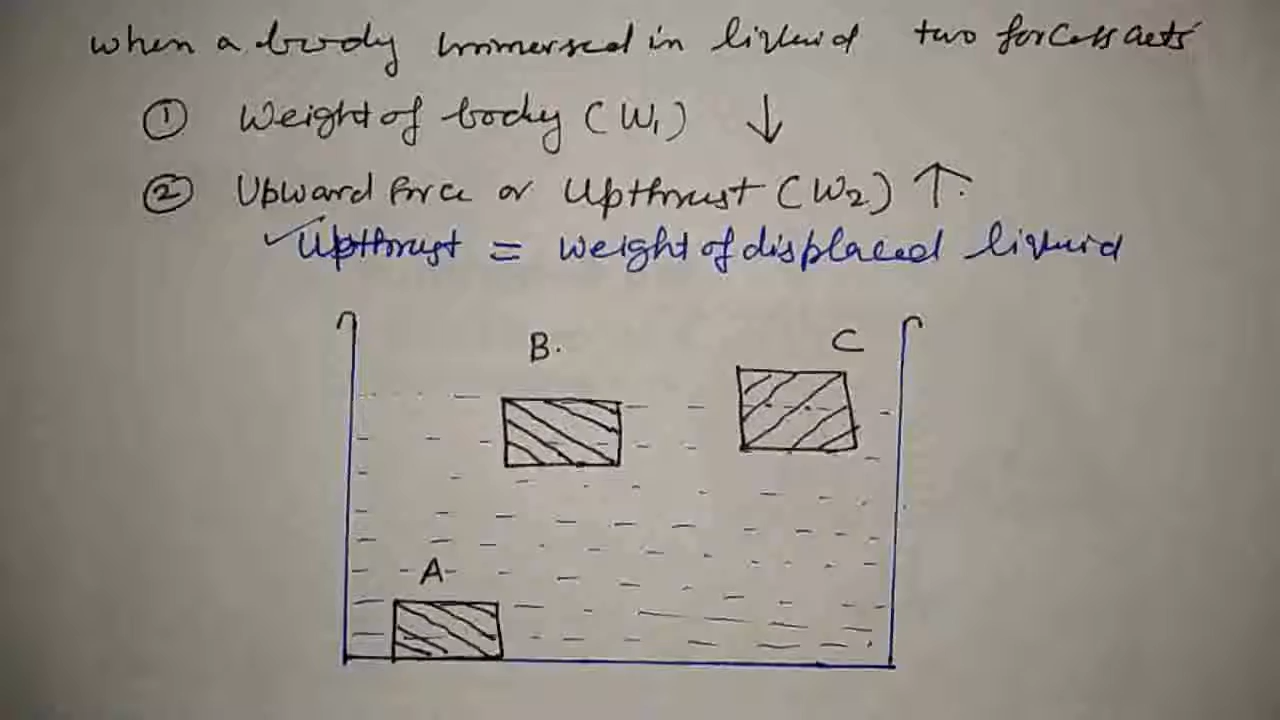 when a body immersed in liquid two forcess acts
① Weight of body (W1) ↓
② Upward Force or Upthrust (W2) ↑
✓Upthrust = weight of displaced liquid
B.
C
A